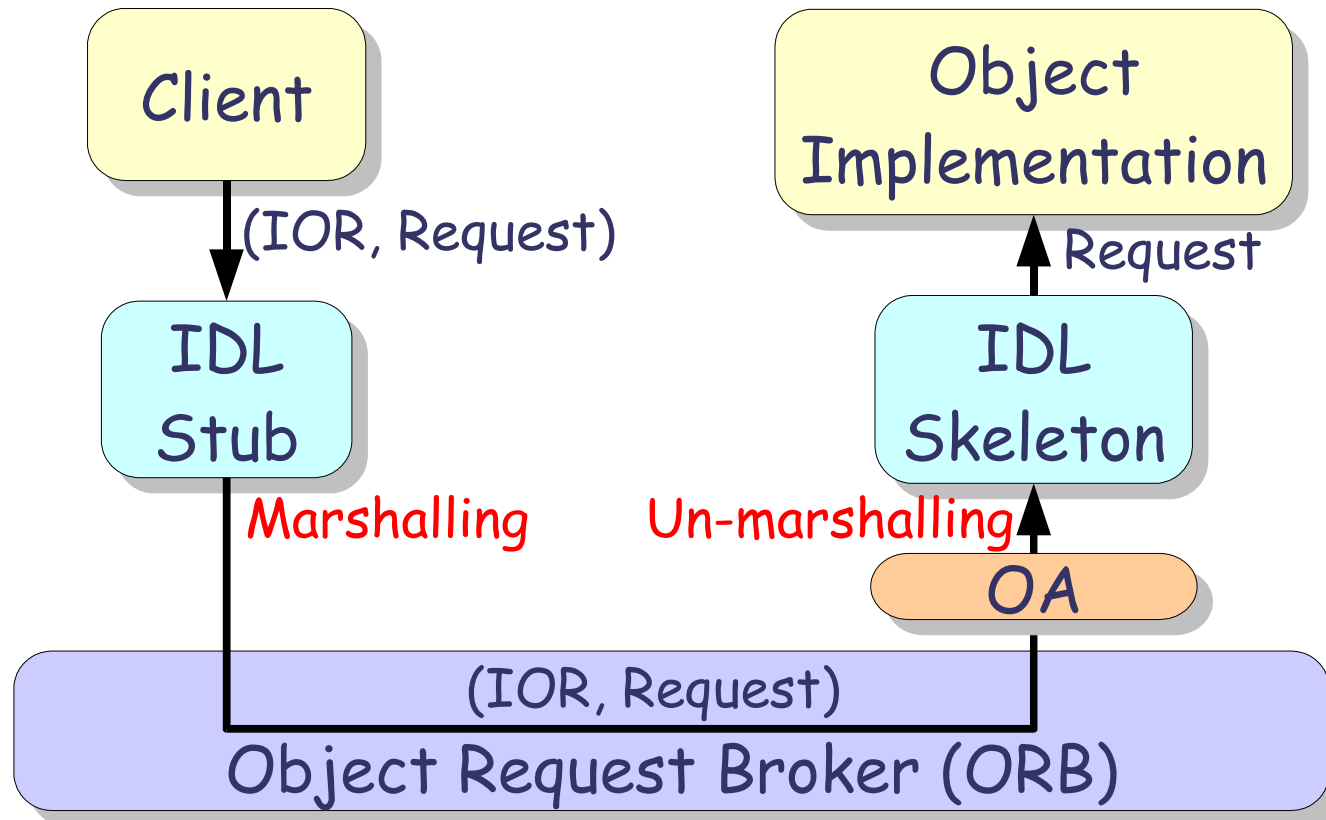 Client
(IOR, Request)
IDL
Stub
Marshalling
(IOR, Request)
Object Request Broker (ORB)
OA
Un-marshalling
IDL
Skeleton
Request
Object
Implementation